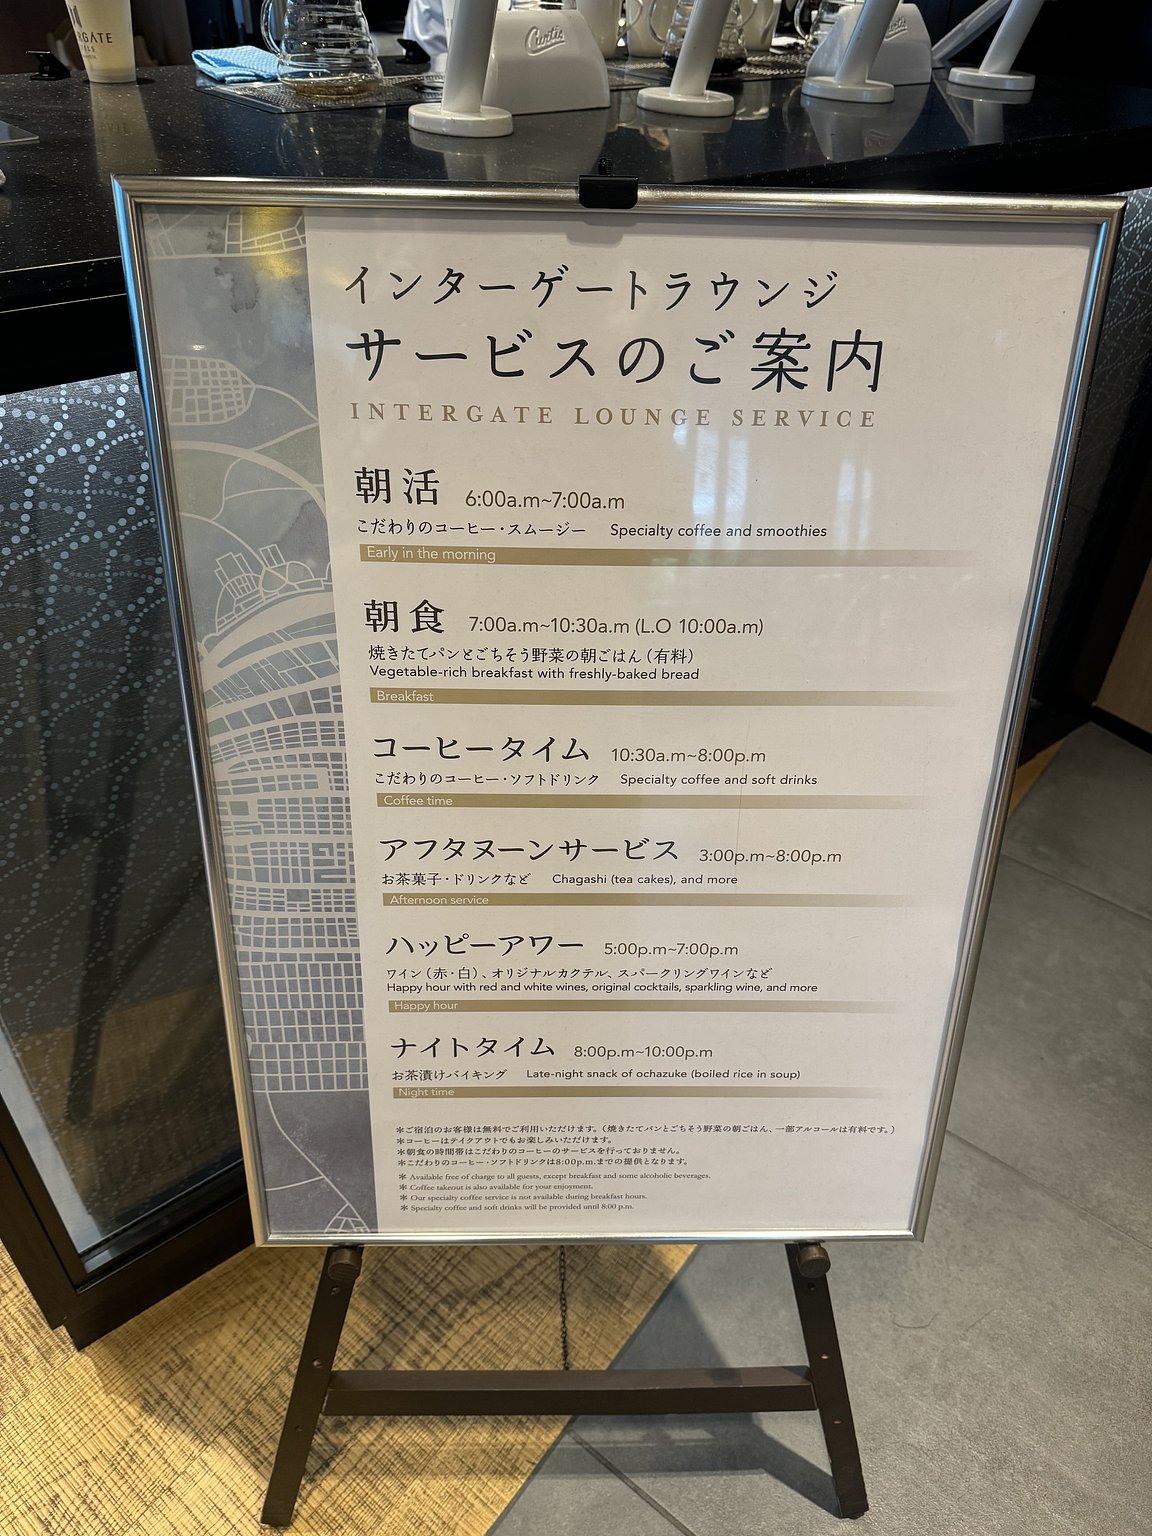 Curtis
インターゲートラウンジ
サービスのご案内
INTERGATE LOUNGE SERVICE
朝活 6:00a.m~7:00a.m
こだわりのコーヒー・スムージー Specialty coffee and smoothies
Early in the morning
朝食 7:00a.m~10:30a.m (L.O 10:00a.m)
焼きたてパンとごちそう野菜の朝ごはん（有料）
Vegetable-rich breakfast with freshly-baked bread
Breakfast
コーヒータイム 10:30a.m~8:00p.m
こだわりのコーヒー・ソフトドリンク Specialty coffee and soft drinks
Coffee time
アフタヌーンサービス 3:00p.m~8:00p.m
お茶菓子・ドリンクなど Chagashi (tea cakes), and more
Afternoon service
ハッピーアワー 5:00p.m~7:00p.m
ワイン（赤・白）、オリジナルカクテル、スパークリングワインなど
Happy hour with red and white wines, original cocktails, sparkling wine, and more
Happy hour
ナイトタイム 8:00p.m~10:00p.m
お茶漬けバイキング Late-night snack of ochazuke (boiled rice in soup)
Night time
＊ご宿泊のお客様は無料でご利用いただけます。（焼きたてパンとごちそう野菜の朝ごはん、一部アルコールは有料です。）
＊コーヒーはテイクアウトでもお楽しみいただけます。
＊朝食の時間帯はこだわりのコーヒーのサービスを行っておりません。
＊こだわりのコーヒー・ソフトドリンクは8:00p.m.までの提供となります。
＊ Available free of charge to all guests, except breakfast and some alcoholic beverages.
＊ Coffee takeout is also available for your enjoyment.
＊ Our specialty coffee service is not available during breakfast hours.
＊ Specialty coffee and soft drinks will be provided until 8:00 p.m.